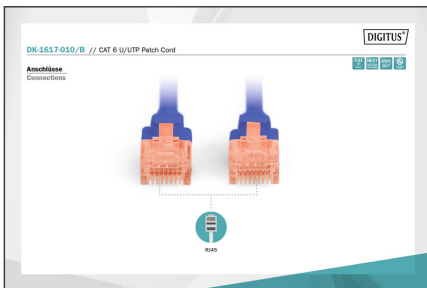 DIGITUS®
DK-1617-010/B // CAT 6 U/UTP Patch Cord
Anschlüsse
Connections
RJ45